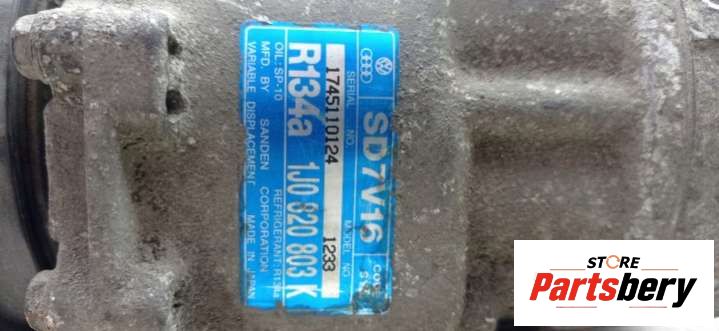 SD7V16
SERIAL NO. MODEL NO
1745110124 1233
R134a 1J0 820 803 K
OIL: SP-10 REFRIGERANT: R134a
MFD. BY SANDEN CORPORATION
VARIABLE DISPLACEMENT MADE IN JAPAN
STORE
Partsbery